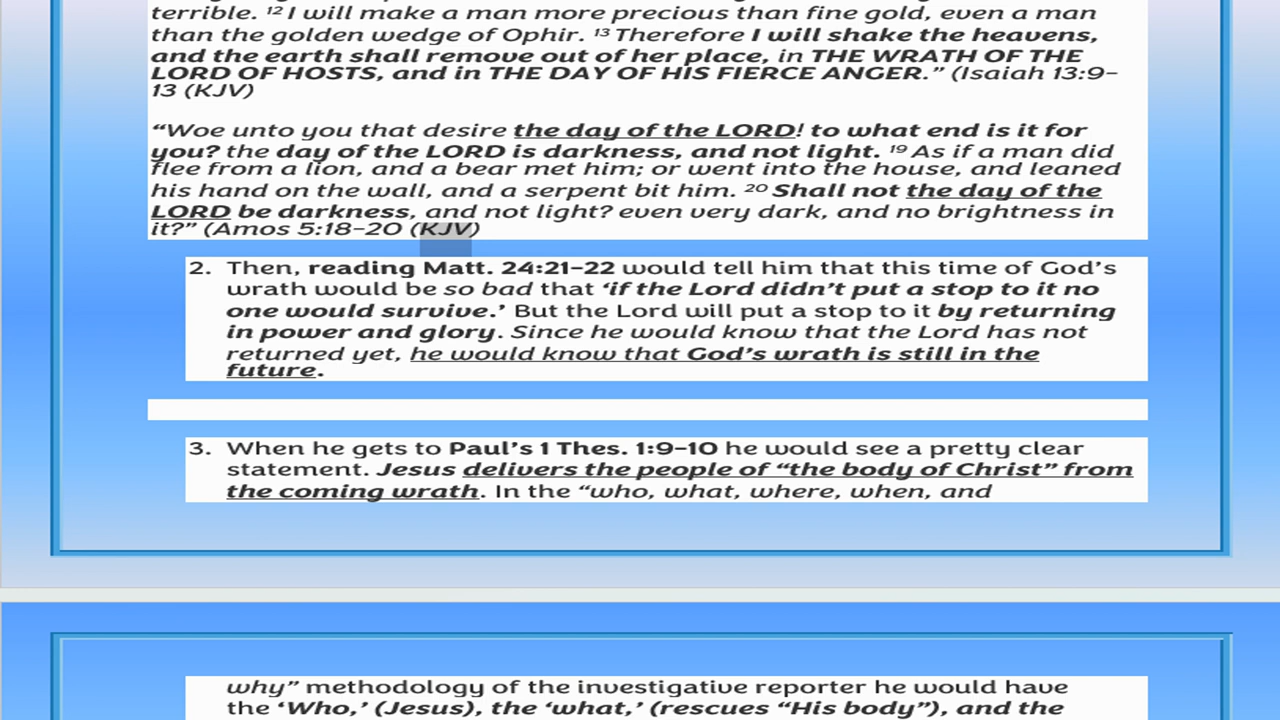 terrible. ¹² I will make a man more precious than fine gold, even a man
than the golden wedge of Ophir. ¹³ Therefore I will shake the heavens,
and the earth shall remove out of her place, in THE WRATH OF THE
LORD OF HOSTS, and in THE DAY OF HIS FIERCE ANGER.” (Isaiah 13:9–
13 (KJV)
“Woe unto you that desire the day of the LORD! to what end is it for
you? the day of the LORD is darkness, and not light. ¹⁹ As if a man did
flee from a lion, and a bear met him; or went into the house, and leaned
his hand on the wall, and a serpent bit him. ²⁰ Shall not the day of the
LORD be darkness, and not light? even very dark, and no brightness in
it?” (Amos 5:18–20 (KJV)
2. Then, reading Matt. 24:21–22 would tell him that this time of God’s
wrath would be so bad that ‘if the Lord didn’t put a stop to it no
one would survive.’ But the Lord will put a stop to it by returning
in power and glory. Since he would know that the Lord has not
returned yet, he would know that God’s wrath is still in the
future.
3. When he gets to Paul’s 1 Thes. 1:9–10 he would see a pretty clear
statement. Jesus delivers the people of “the body of Christ” from
the coming wrath. In the “who, what, where, when, and
why” methodology of the investigative reporter he would have
the ‘Who,’ (Jesus), the ‘what,’ (rescues “His body”), and the